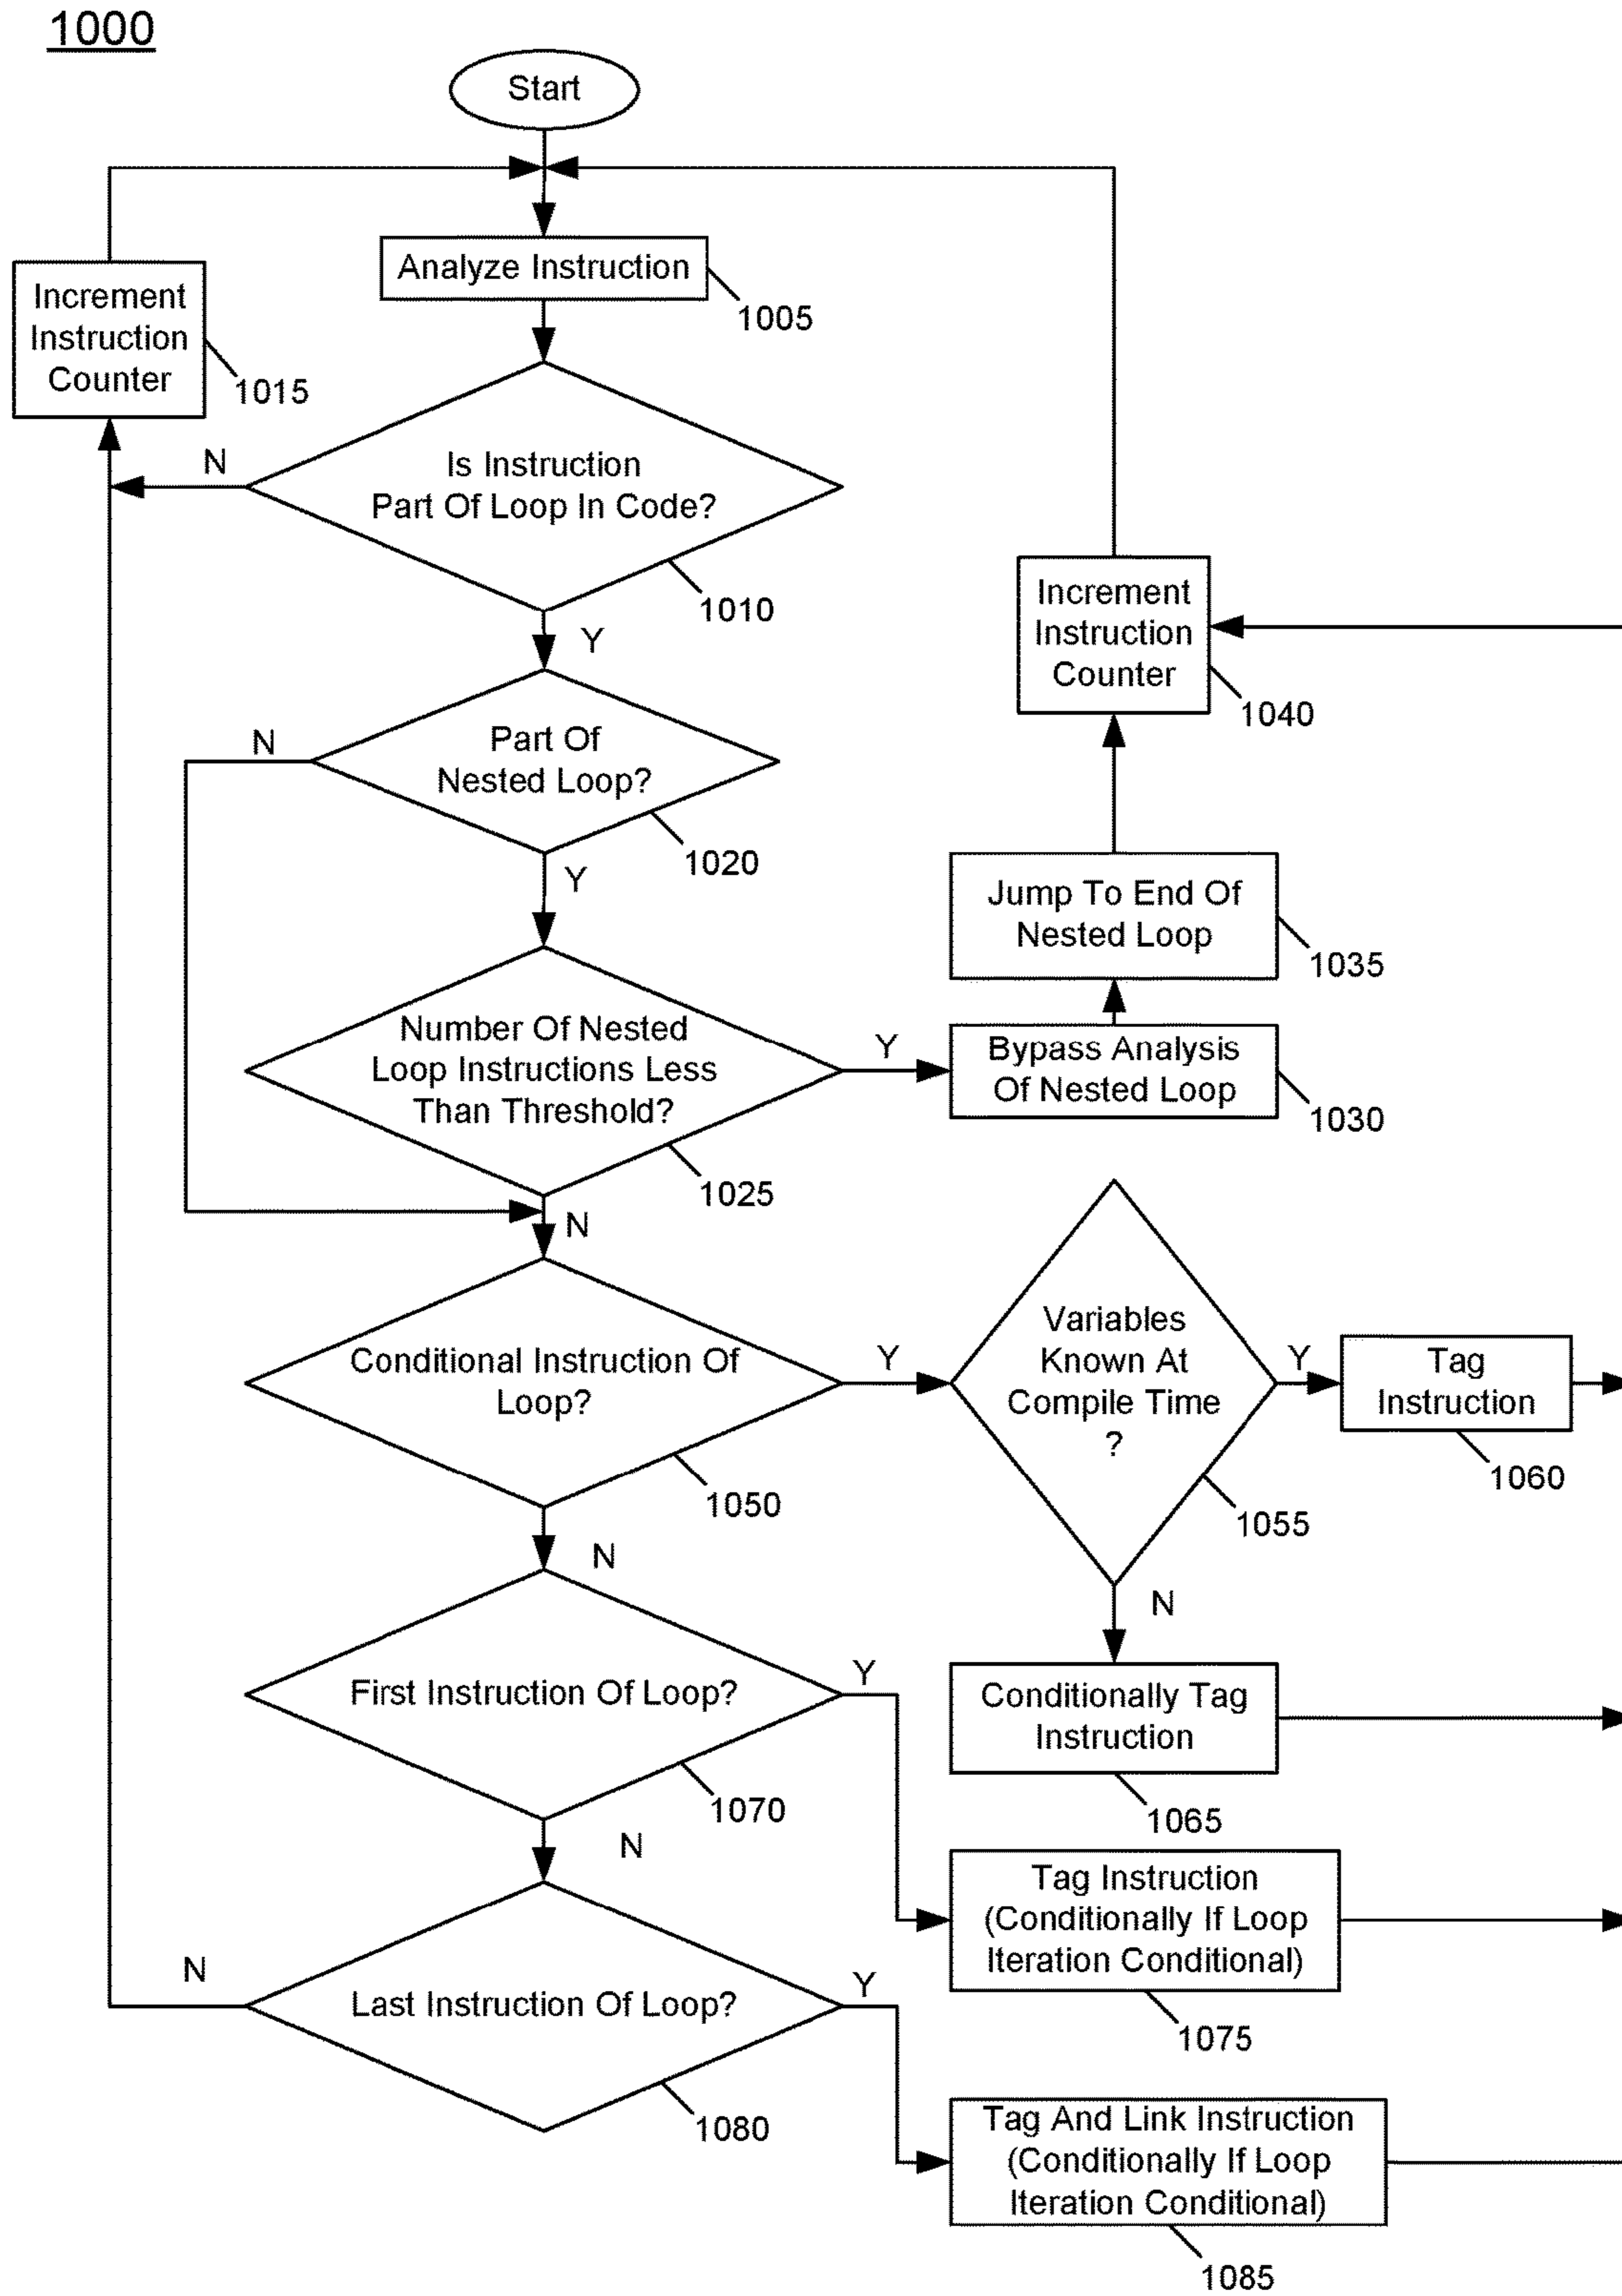 1000
Start
Analyze Instruction
1005
Increment
Instruction
Counter
1015
N
Is Instruction
Part Of Loop In Code?
1010
Y
Increment
Instruction
Counter
1040
N
Part Of
Nested Loop?
1020
Y
Jump To End Of
Nested Loop
1035
Number Of Nested
Loop Instructions Less
Than Threshold?
1025
Y
Bypass Analysis
Of Nested Loop
1030
N
Conditional Instruction Of
Loop?
1050
Y
Variables
Known At
Compile Time
?
1055
Y
Tag
Instruction
1060
N
N
First Instruction Of Loop?
1070
Y
Conditionally Tag
Instruction
1065
N
Tag Instruction
(Conditionally If Loop
Iteration Conditional)
1075
N
Last Instruction Of Loop?
1080
Y
Tag And Link Instruction
(Conditionally If Loop
Iteration Conditional)
1085